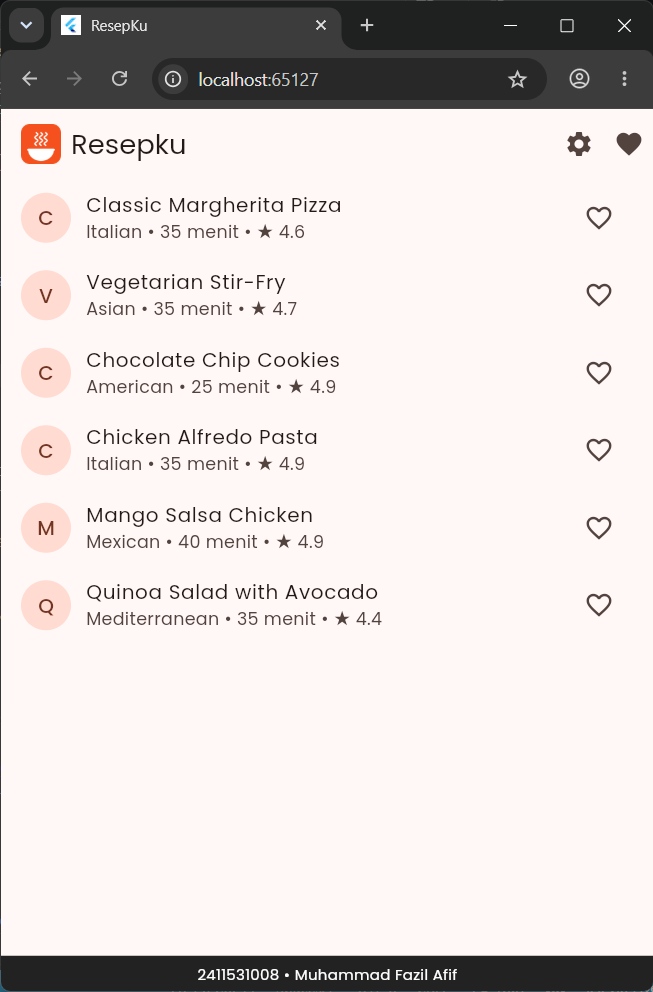 ResepKu
localhost:65127
Resepku
C
Classic Margherita Pizza
Italian • 35 menit • ★ 4.6
V
Vegetarian Stir-Fry
Asian • 35 menit • ★ 4.7
C
Chocolate Chip Cookies
American • 25 menit • ★ 4.9
C
Chicken Alfredo Pasta
Italian • 35 menit • ★ 4.9
M
Mango Salsa Chicken
Mexican • 40 menit • ★ 4.9
Q
Quinoa Salad with Avocado
Mediterranean • 35 menit • ★ 4.4
2411531008 • Muhammad Fazil Afif